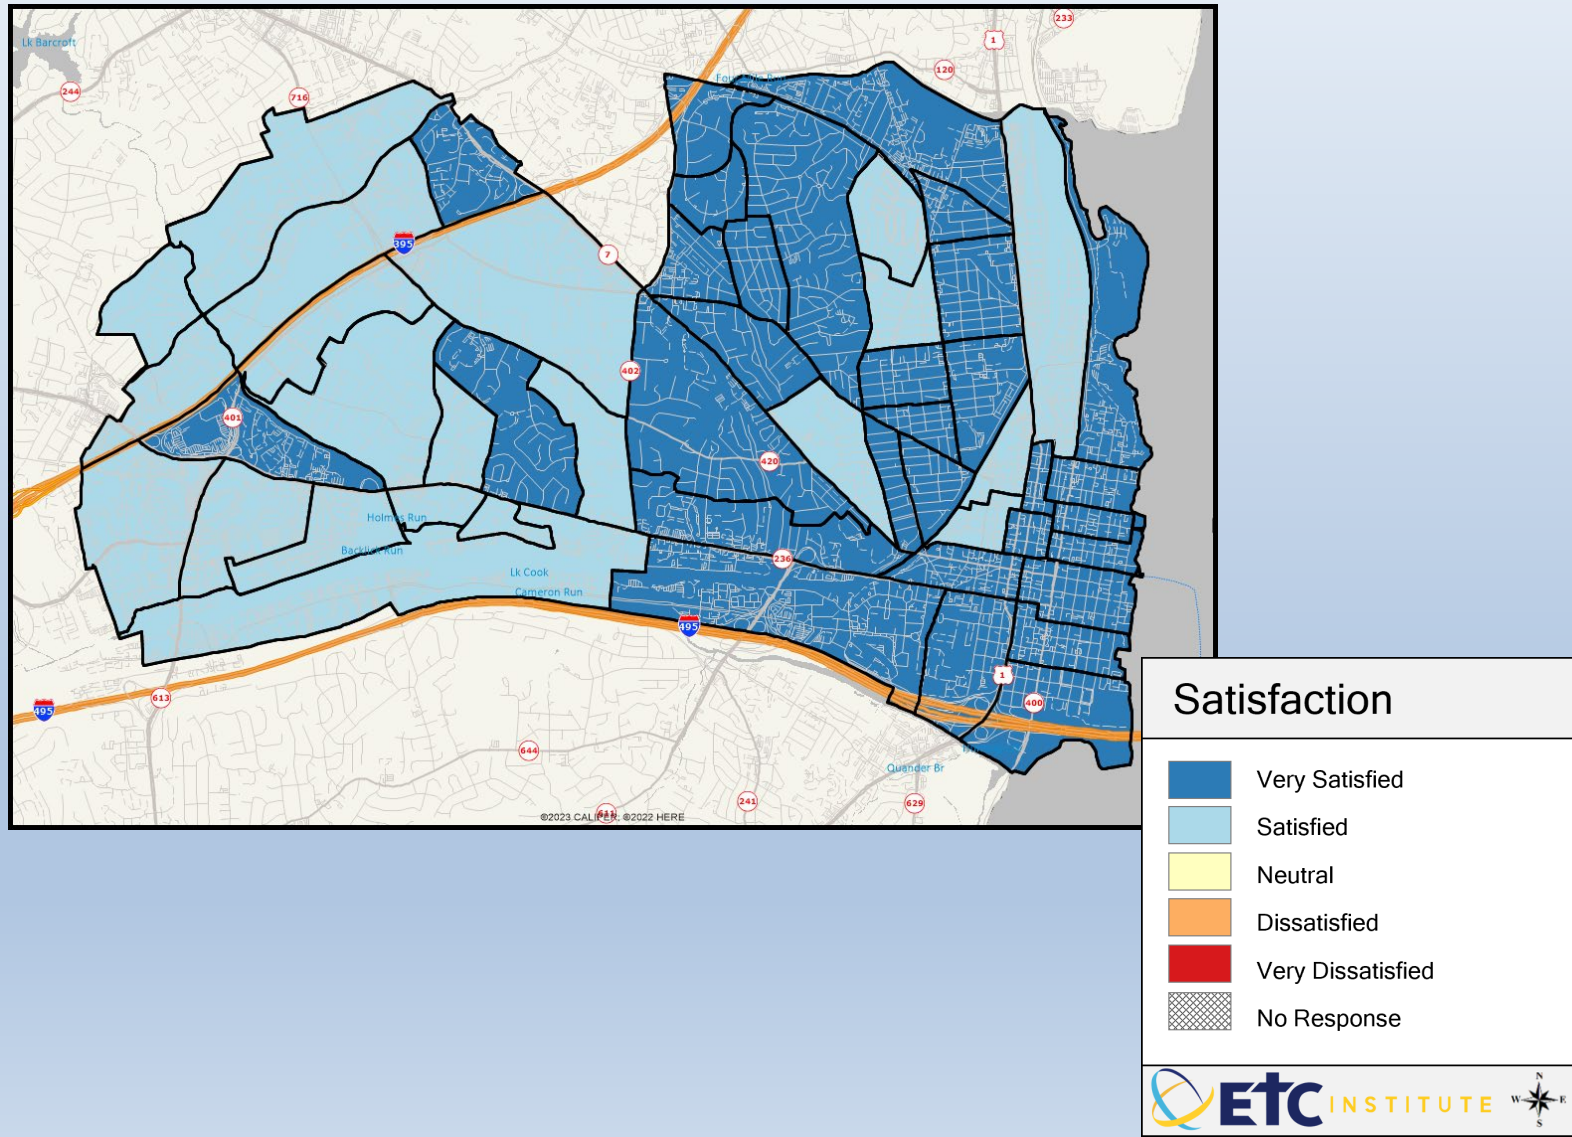 Lk Barcroft
233
1
120
244
716
395
7
402
401
420
Holmes Run
Backlick Run
236
Lk Cook
Cameron Run
495
613
495
1
400
644
Quander Br
241
629
©2023 CALIPER; ©2022 HERE
Satisfaction
Very Satisfied
Satisfied
Neutral
Dissatisfied
Very Dissatisfied
No Response
ETC INSTITUTE
N
W E
S